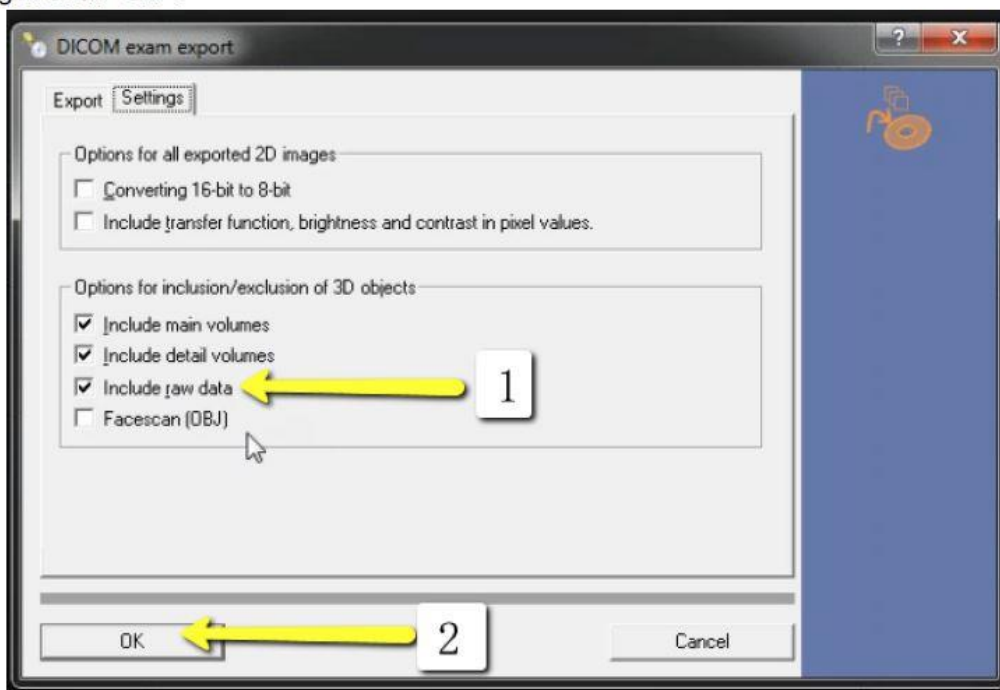 DICOM exam export
Export Settings
Options for all exported 2D images
Converting 16-bit to 8-bit
Include transfer function, brightness and contrast in pixel values.
Options for inclusion/exclusion of 3D objects
Include main volumes
Include detail volumes
Include raw data
1
Facescan (OBJ)
OK
2
Cancel